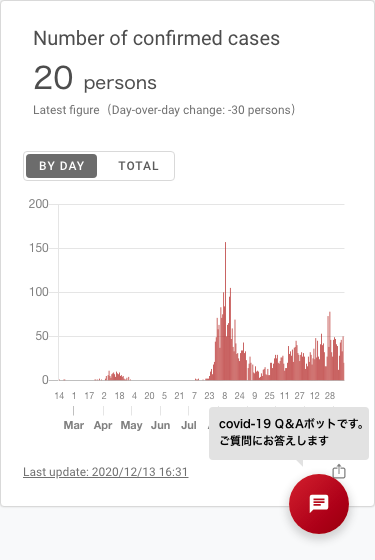 Number of confirmed cases
20 persons
Latest figure（Day-over-day change: -30 persons）
BY DAY TOTAL
200
150
100
50
0
14 1 17 2 18 4 20 5 21 7 23 8 24 9 25 11 27 12 28
Mar Apr May Jun Jul
covid-19 Q&Aボットです。
ご質問にお答えします
Last update: 2020/12/13 16:31